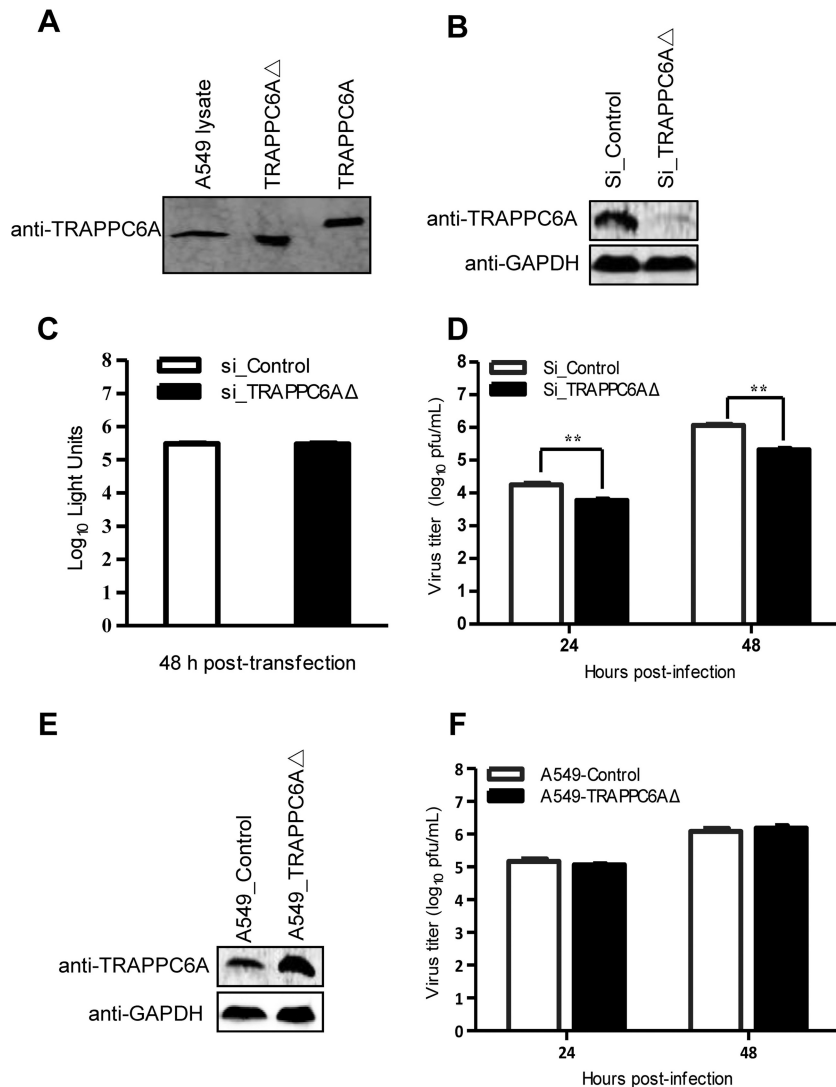 A
A549 lysate
TRAPPC6A△
TRAPPC6A
anti-TRAPPC6A
B
Si_Control
Si_TRAPPC6A△
anti-TRAPPC6A
anti-GAPDH
C
si_Control
si_TRAPPC6AΔ
Log10 Light Units
8
7
6
5
4
3
2
1
0
48 h post-transfection
D
Si_Control
Si_TRAPPC6AΔ
Virus titer (log10 pfu/mL)
8
7
6
5
4
3
2
1
0
**
**
24
48
Hours post-infection
E
A549_Control
A549_TRAPPC6A△
anti-TRAPPC6A
anti-GAPDH
F
A549-Control
A549-TRAPPC6AΔ
Virus titer (log10 pfu/mL)
8
7
6
5
4
3
2
1
0
24
48
Hours post-infection